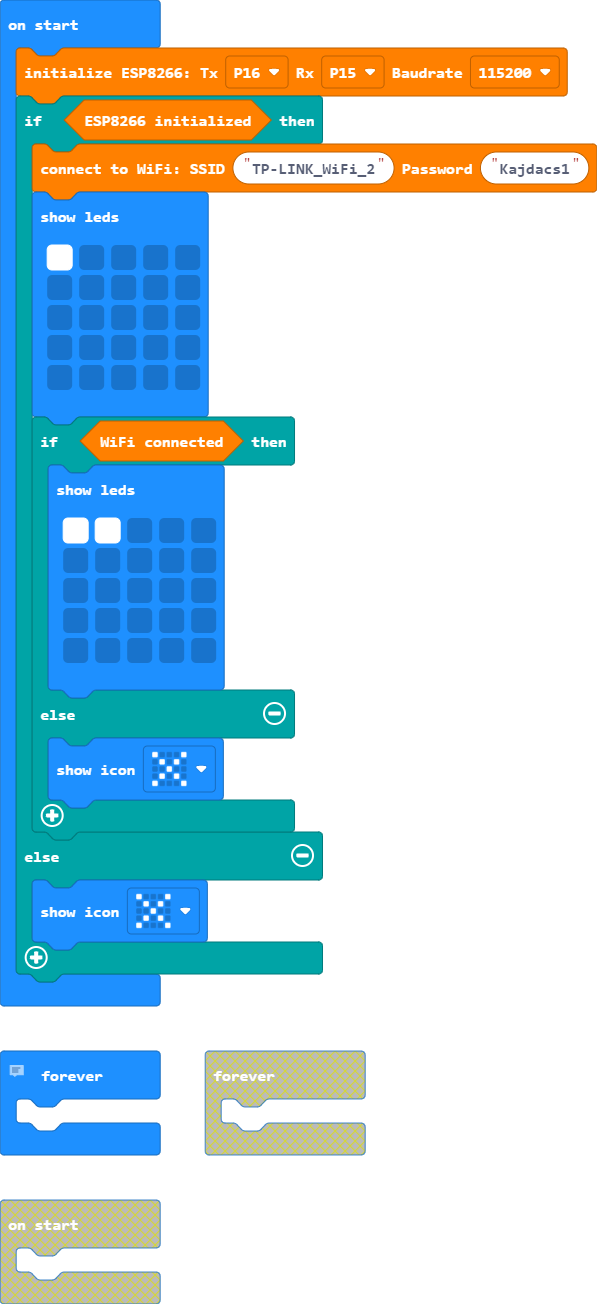 on start
initialize ESP8266: Tx P16 Rx P15 Baudrate 115200
if ESP8266 initialized then
connect to WiFi: SSID "TP-LINK_WiFi_2" Password "Kajdacs1"
show leds
if WiFi connected then
show leds
else
show icon
else
show icon
forever forever
on start